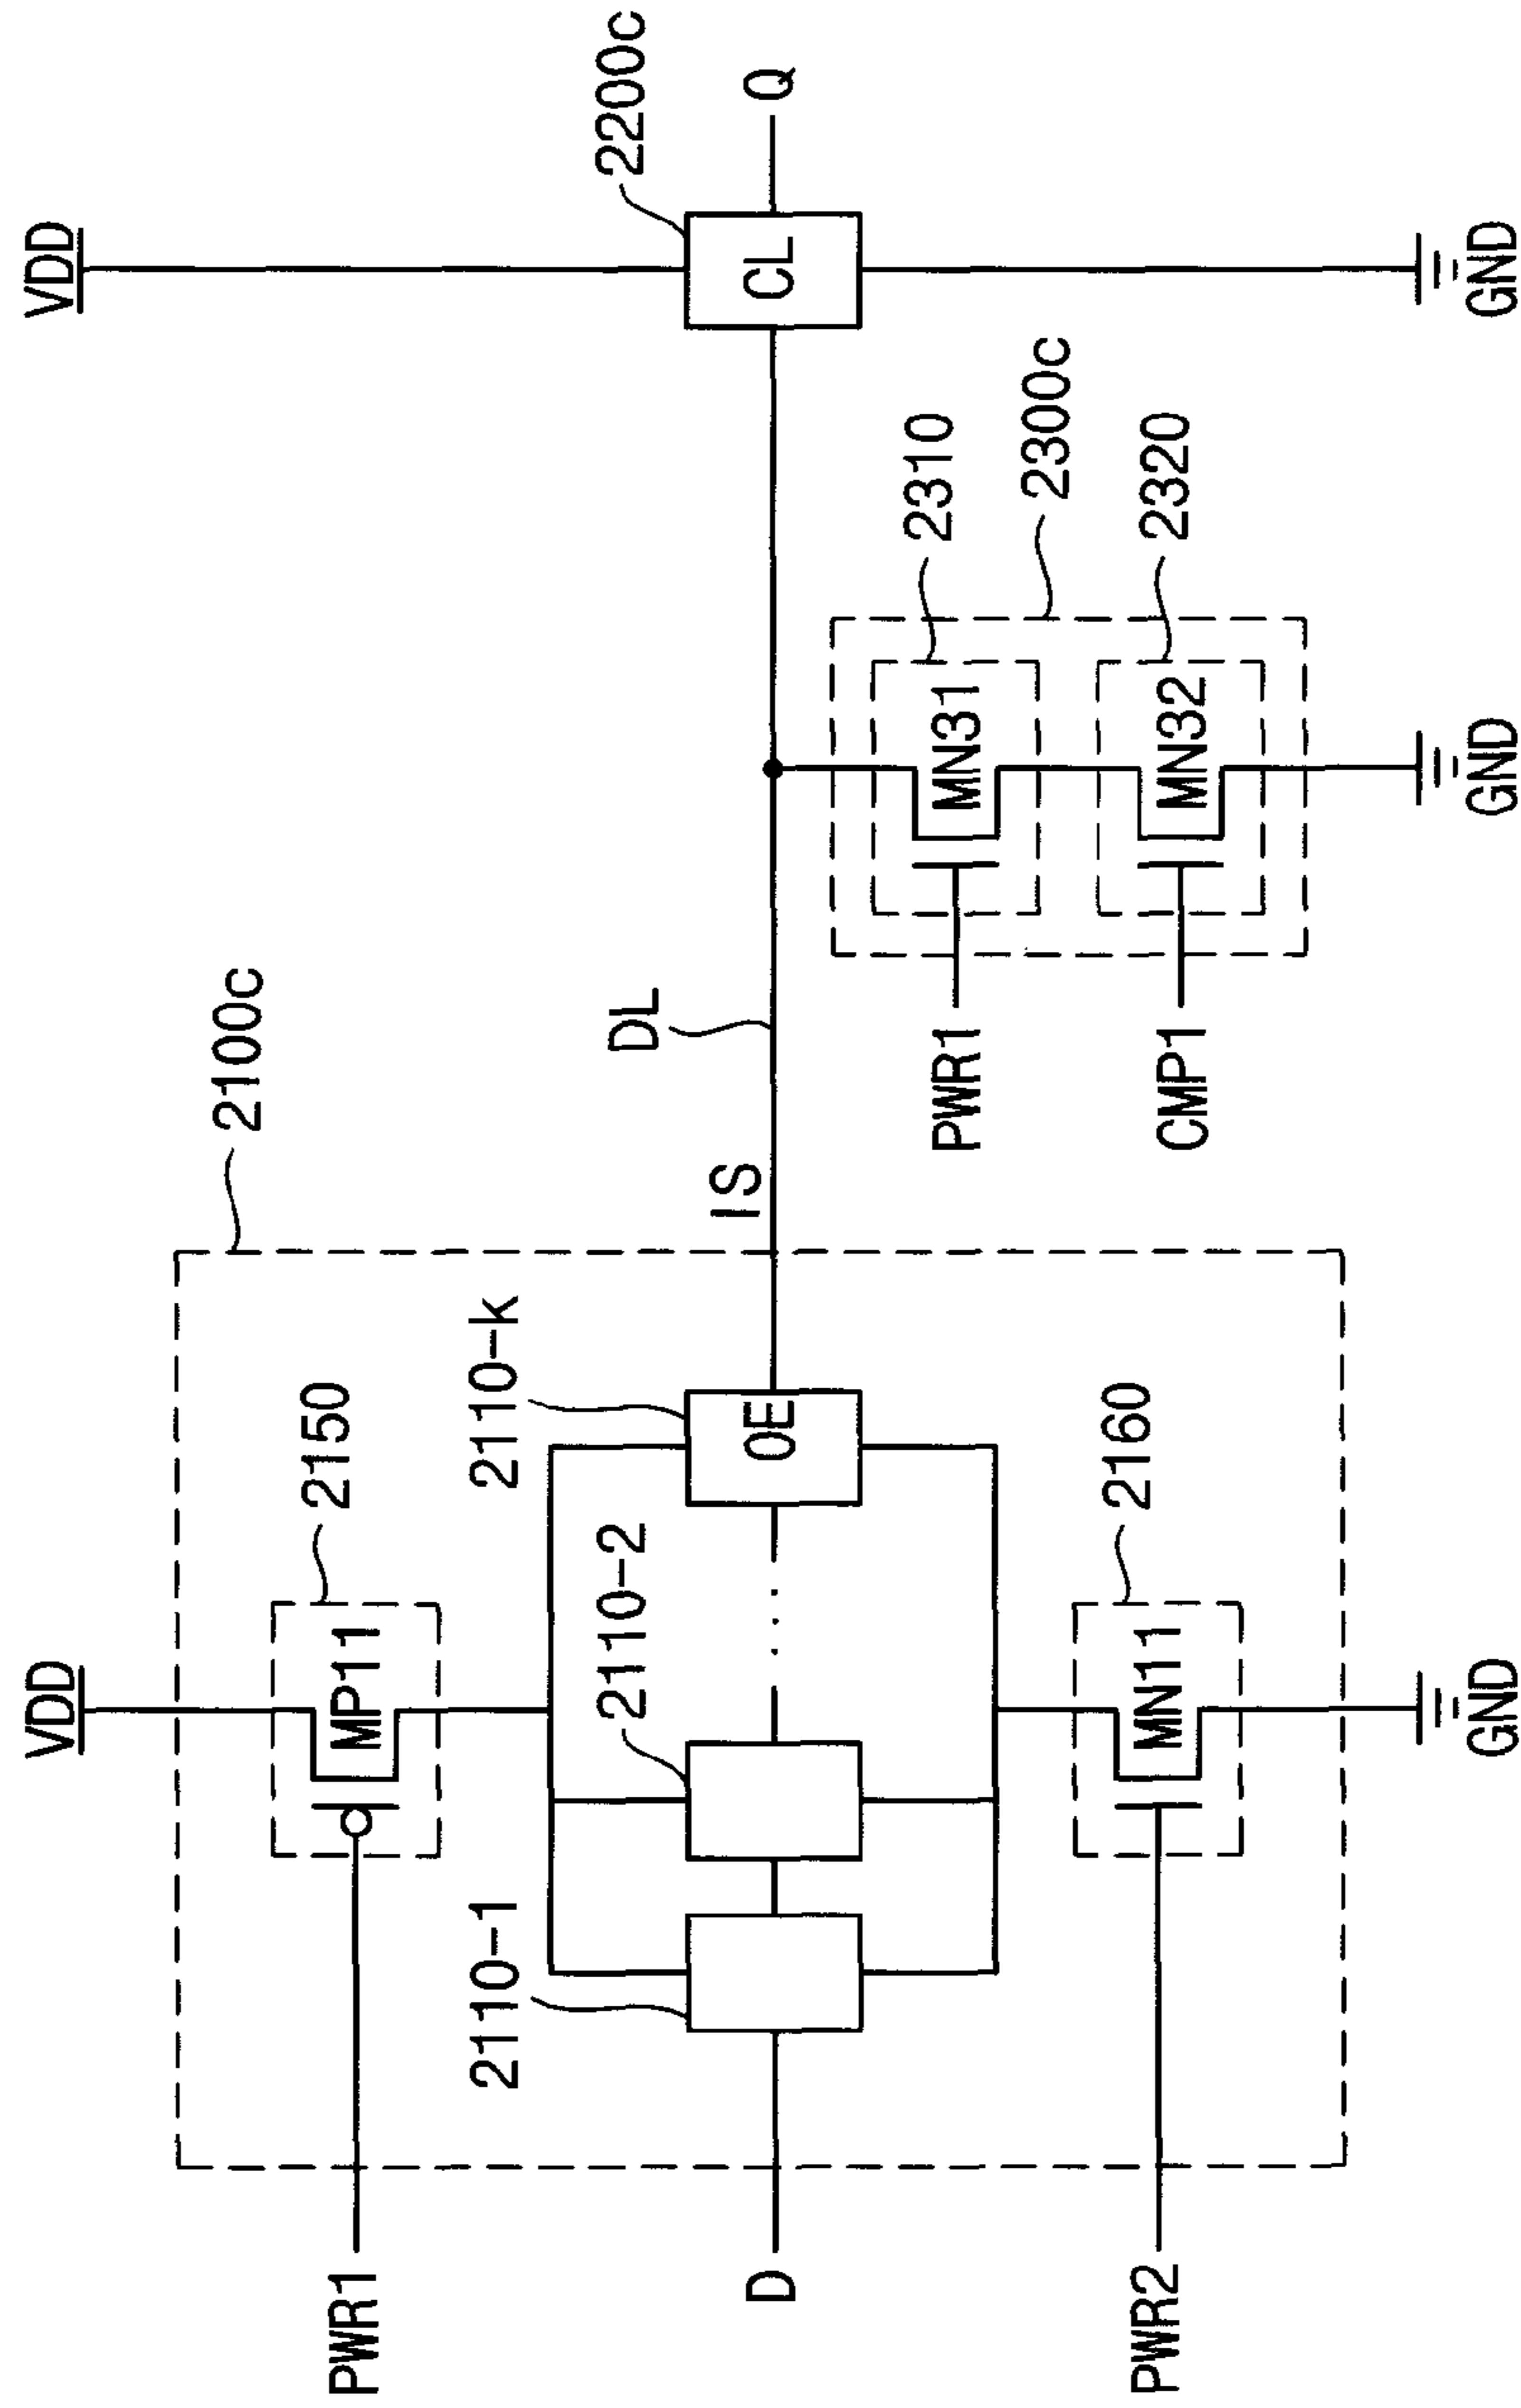 VDD
VDD
2100c
2150
MP11
PWR1
2110-k
2110-1
2110-2
DL
2200c
IS
D
OE
CL
Q
2310
MN31
PWR1
2300c
2160
MN11
PWR2
2320
MN32
CMP1
GND
GND
GND